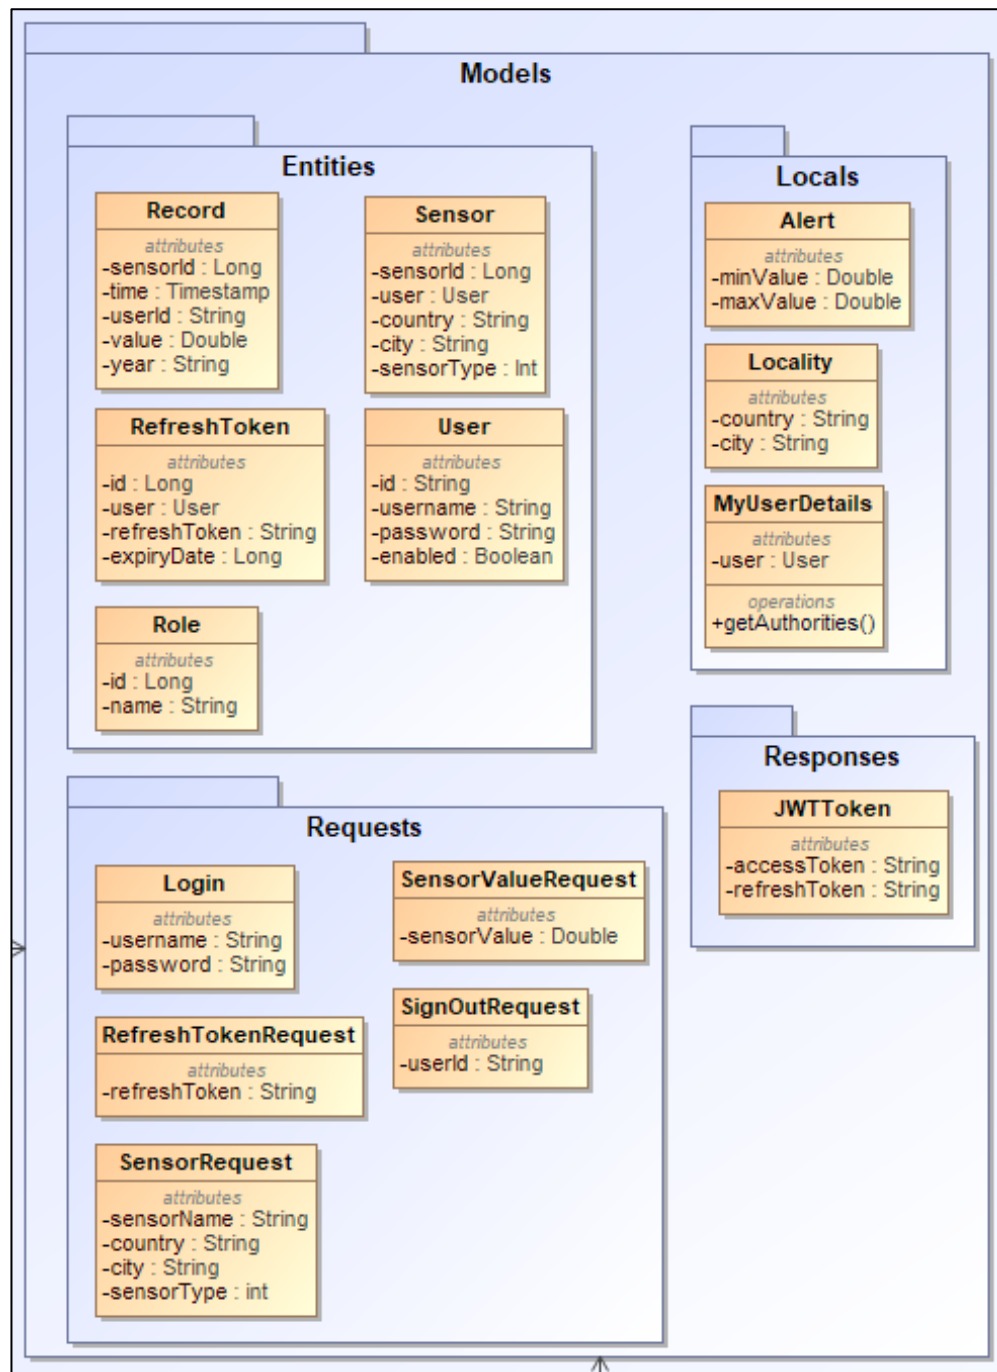 Models
Entities
Record
attributes
-sensorId : Long
-time : Timestamp
-userId : String
-value : Double
-year : String
Sensor
attributes
-sensorId : Long
-user : User
-country : String
-city : String
-sensorType : Int
RefreshToken
attributes
-id : Long
-user : User
-refreshToken : String
-expiryDate : Long
User
attributes
-id : String
-username : String
-password : String
-enabled : Boolean
Role
attributes
-id : Long
-name : String
Locals
Alert
attributes
-minValue : Double
-maxValue : Double
Locality
attributes
-country : String
-city : String
MyUserDetails
attributes
-user : User
operations
+getAuthorities()
Requests
Login
attributes
-username : String
-password : String
SensorValueRequest
attributes
-sensorValue : Double
RefreshTokenRequest
attributes
-refreshToken : String
SignOutRequest
attributes
-userId : String
SensorRequest
attributes
-sensorName : String
-country : String
-city : String
-sensorType : int
Responses
JWTToken
attributes
-accessToken : String
-refreshToken : String